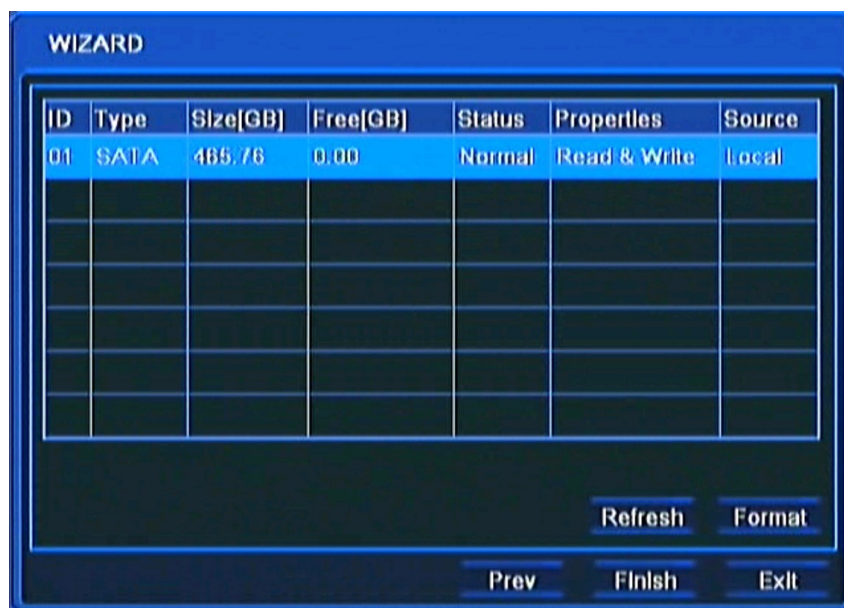 WIZARD
ID Type Size[GB] Free[GB] Status Properties Source
01 SATA 465.76 0.00 Normal Read & Write Local
Refresh Format
Prev Finish Exit